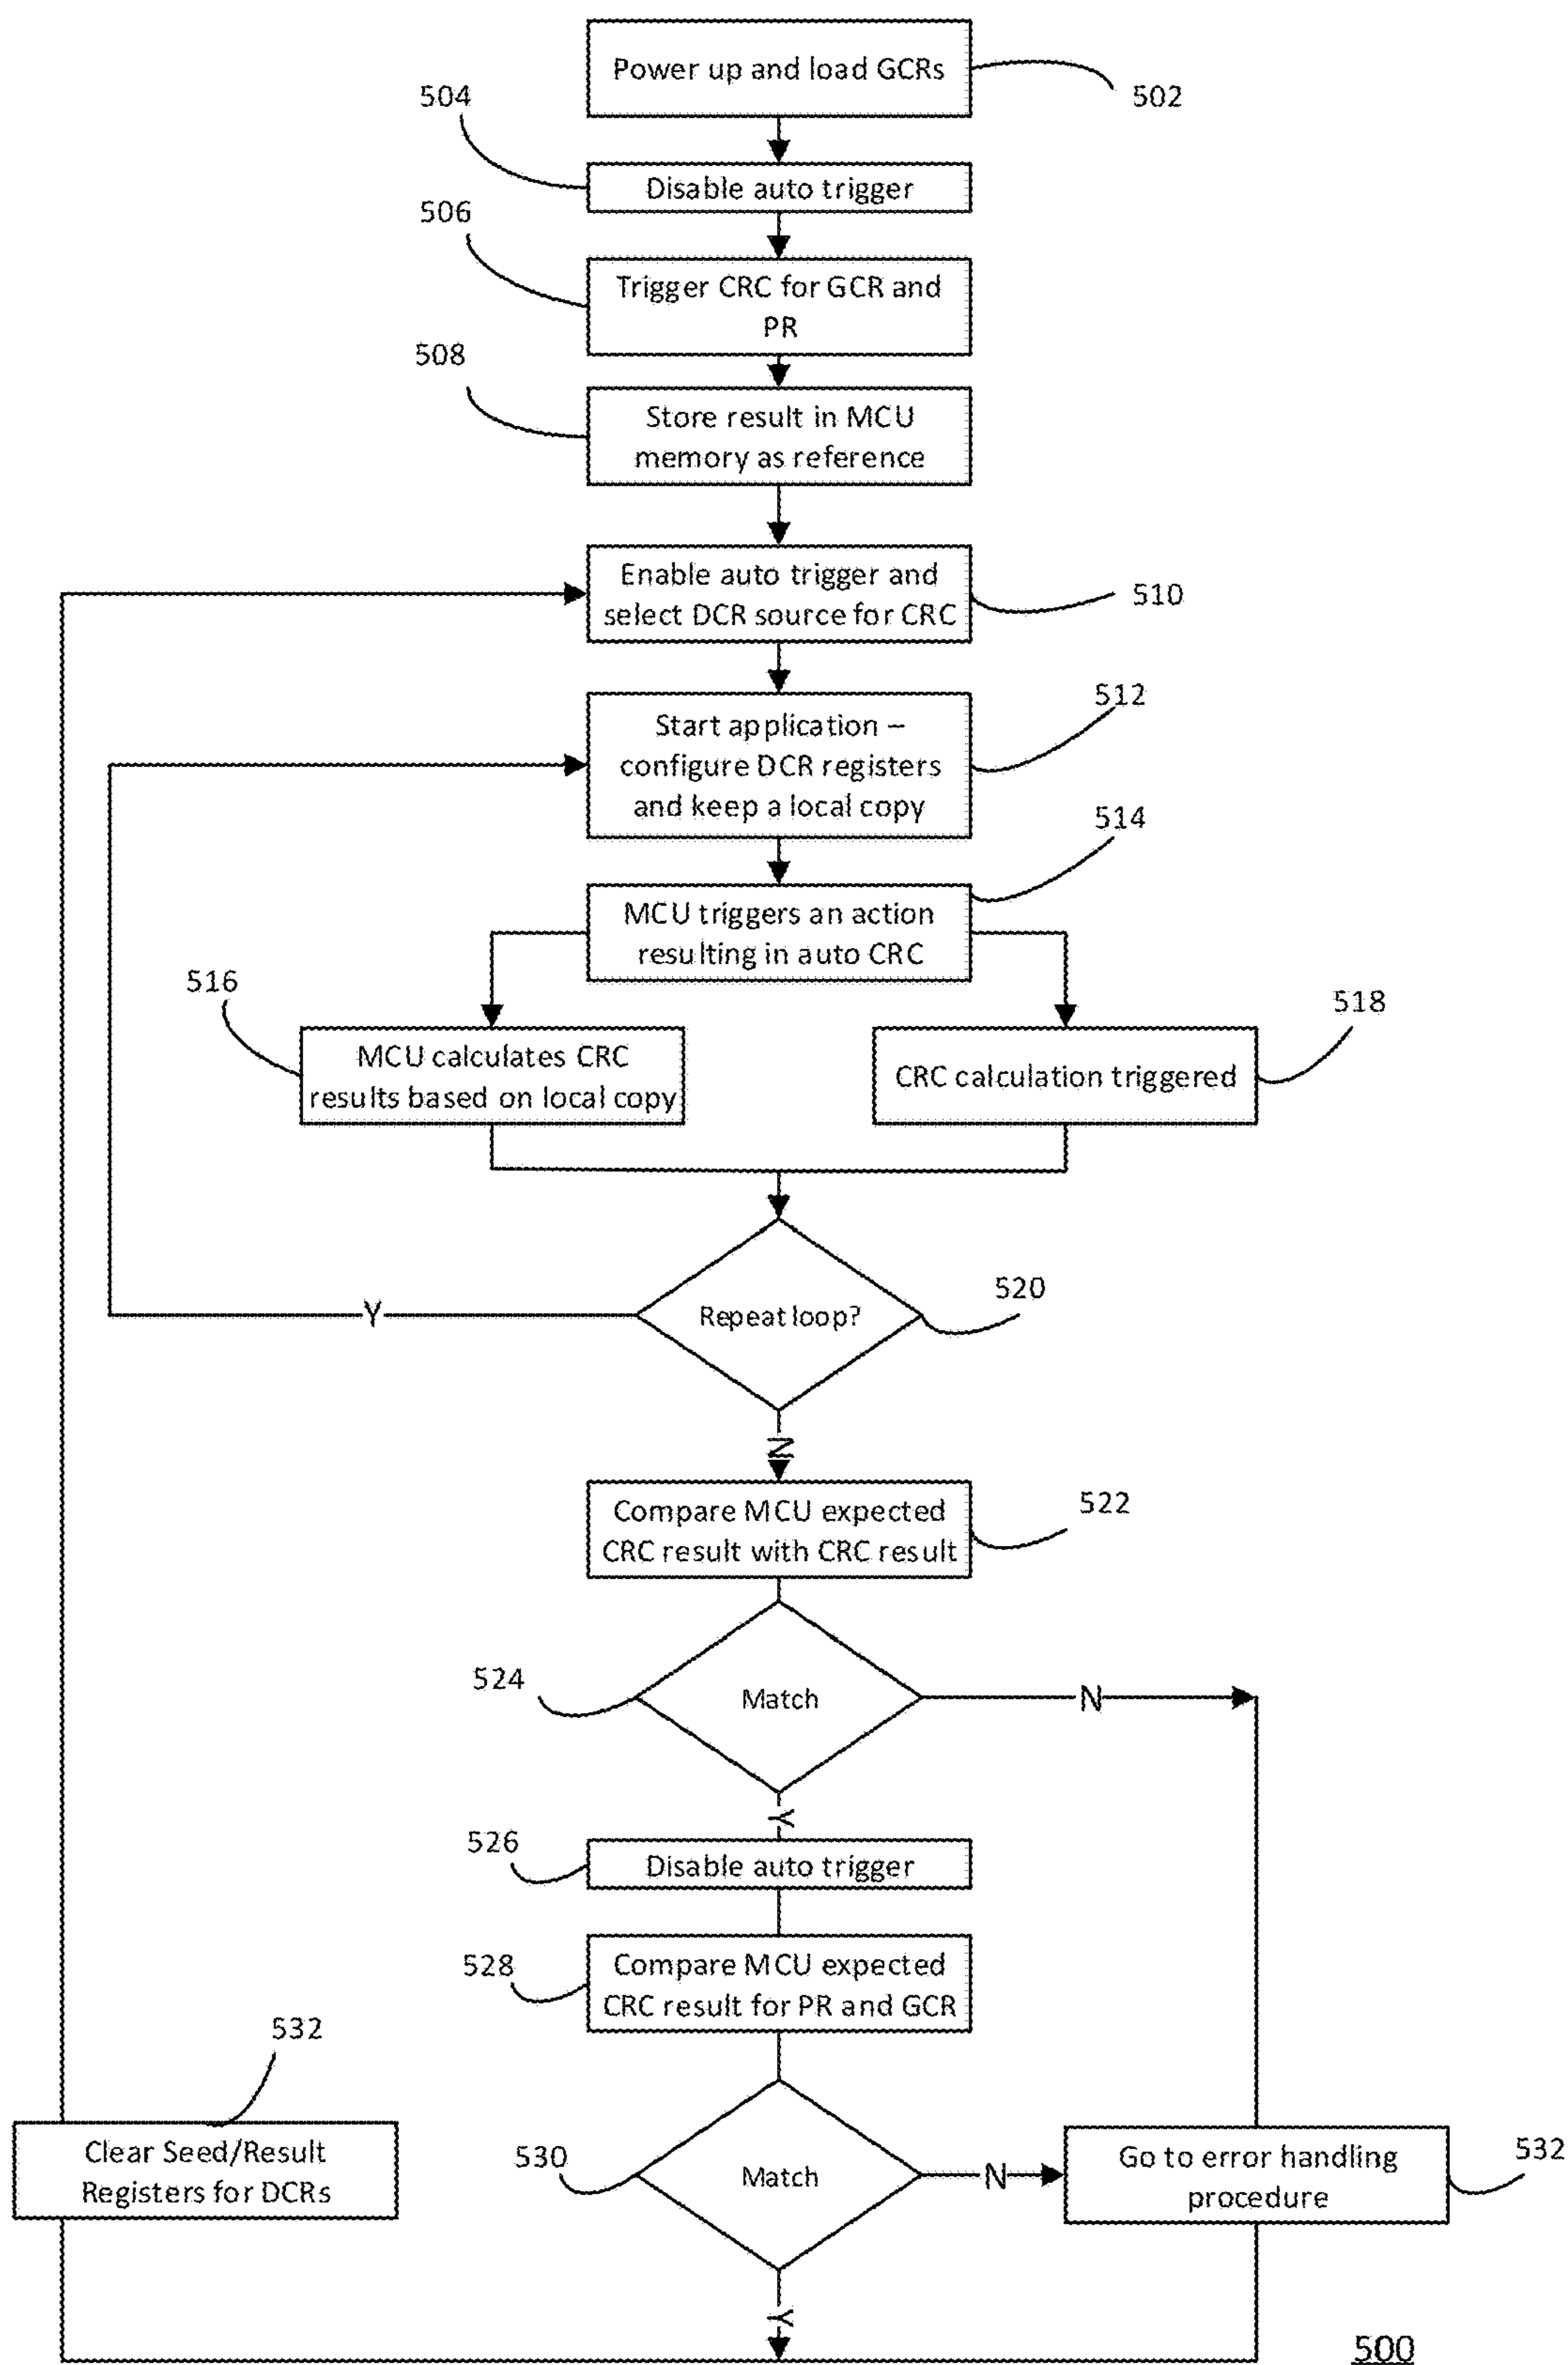 Power up and load GCRs
502
504
Disable auto trigger
506
Trigger CRC for GCR and
PR
508
Store result in MCU
memory as reference
Enable auto trigger and
select DCR source for CRC
510
512
Start application –
configure DCR registers
and keep a local copy
514
MCU triggers an action
resulting in auto CRC
516
518
MCU calculates CRC
results based on local copy
CRC calculation triggered
520
Repeat loop?
Y
N
522
Compare MCU expected
CRC result with CRC result
524
Match
N
Y
526
Disable auto trigger
528
Compare MCU expected
CRC result for PR and GCR
532
Clear Seed/Result
Registers for DCRs
530
Match
N
Go to error handling
procedure
532
Y
500